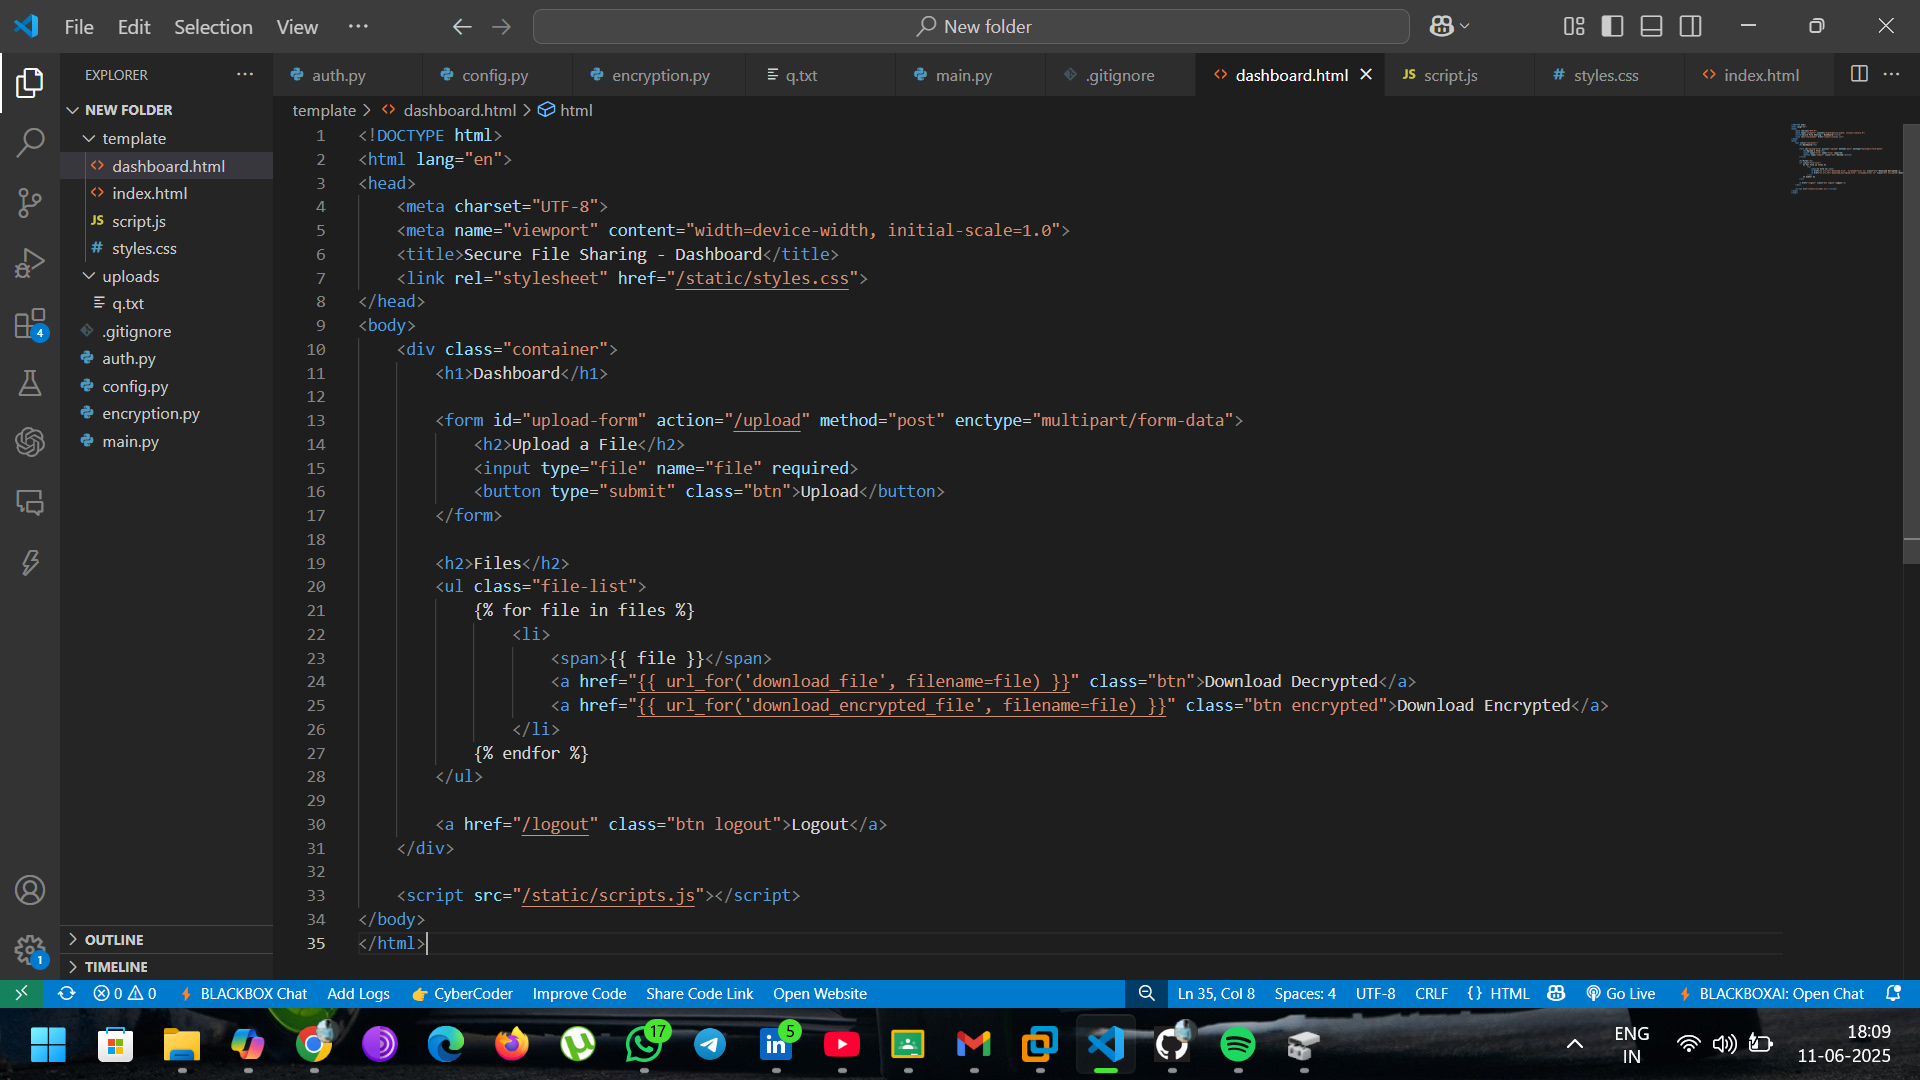 File Edit Selection View ··· New folder
EXPLORER ···
NEW FOLDER
template
dashboard.html
index.html
script.js
styles.css
uploads
q.txt
.gitignore
auth.py
config.py
encryption.py
main.py
OUTLINE
TIMELINE
4
1
auth.py config.py encryption.py q.txt main.py .gitignore dashboard.html script.js styles.css index.html
template > dashboard.html > html
1 <!DOCTYPE html>
2 <html lang="en">
3 <head>
4     <meta charset="UTF-8">
5     <meta name="viewport" content="width=device-width, initial-scale=1.0">
6     <title>Secure File Sharing - Dashboard</title>
7     <link rel="stylesheet" href="/static/styles.css">
8 </head>
9 <body>
10     <div class="container">
11         <h1>Dashboard</h1>
12
13         <form id="upload-form" action="/upload" method="post" enctype="multipart/form-data">
14             <h2>Upload a File</h2>
15             <input type="file" name="file" required>
16             <button type="submit" class="btn">Upload</button>
17         </form>
18
19         <h2>Files</h2>
20         <ul class="file-list">
21             {% for file in files %}
22                 <li>
23                     <span>{{ file }}</span>
24                     <a href="{{ url_for('download_file', filename=file) }}" class="btn">Download Decrypted</a>
25                     <a href="{{ url_for('download_encrypted_file', filename=file) }}" class="btn encrypted">Download Encrypted</a>
26                 </li>
27             {% endfor %}
28         </ul>
29
30         <a href="/logout" class="btn logout">Logout</a>
31     </div>
32
33     <script src="/static/scripts.js"></script>
34 </body>
35 </html>
0 0 BLACKBOX Chat Add Logs CyberCoder Improve Code Share Code Link Open Website Ln 35, Col 8 Spaces: 4 UTF-8 CRLF {} HTML Go Live BLACKBOXAI: Open Chat
17 5 ENG 18:09
IN 11-06-2025